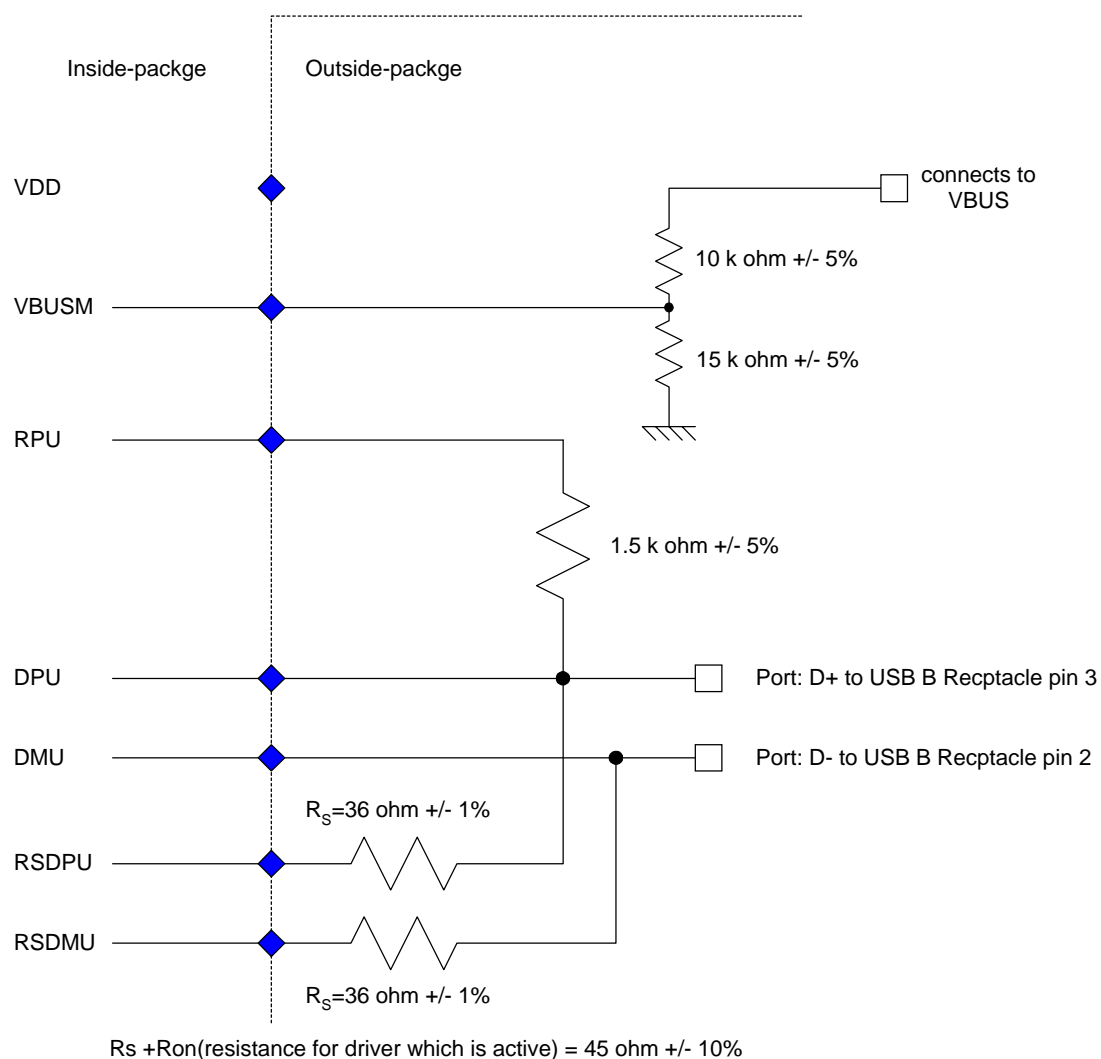 Inside-packge
Outside-packge
VDD
connects to
VBUS
10 k ohm +/- 5%
VBUSM
15 k ohm +/- 5%
RPU
1.5 k ohm +/- 5%
DPU
Port: D+ to USB B Recptacle pin 3
DMU
Port: D- to USB B Recptacle pin 2
RS=36 ohm +/- 1%
RSDPU
RSDMU
RS=36 ohm +/- 1%
Rs +Ron(resistance for driver which is active) = 45 ohm +/- 10%